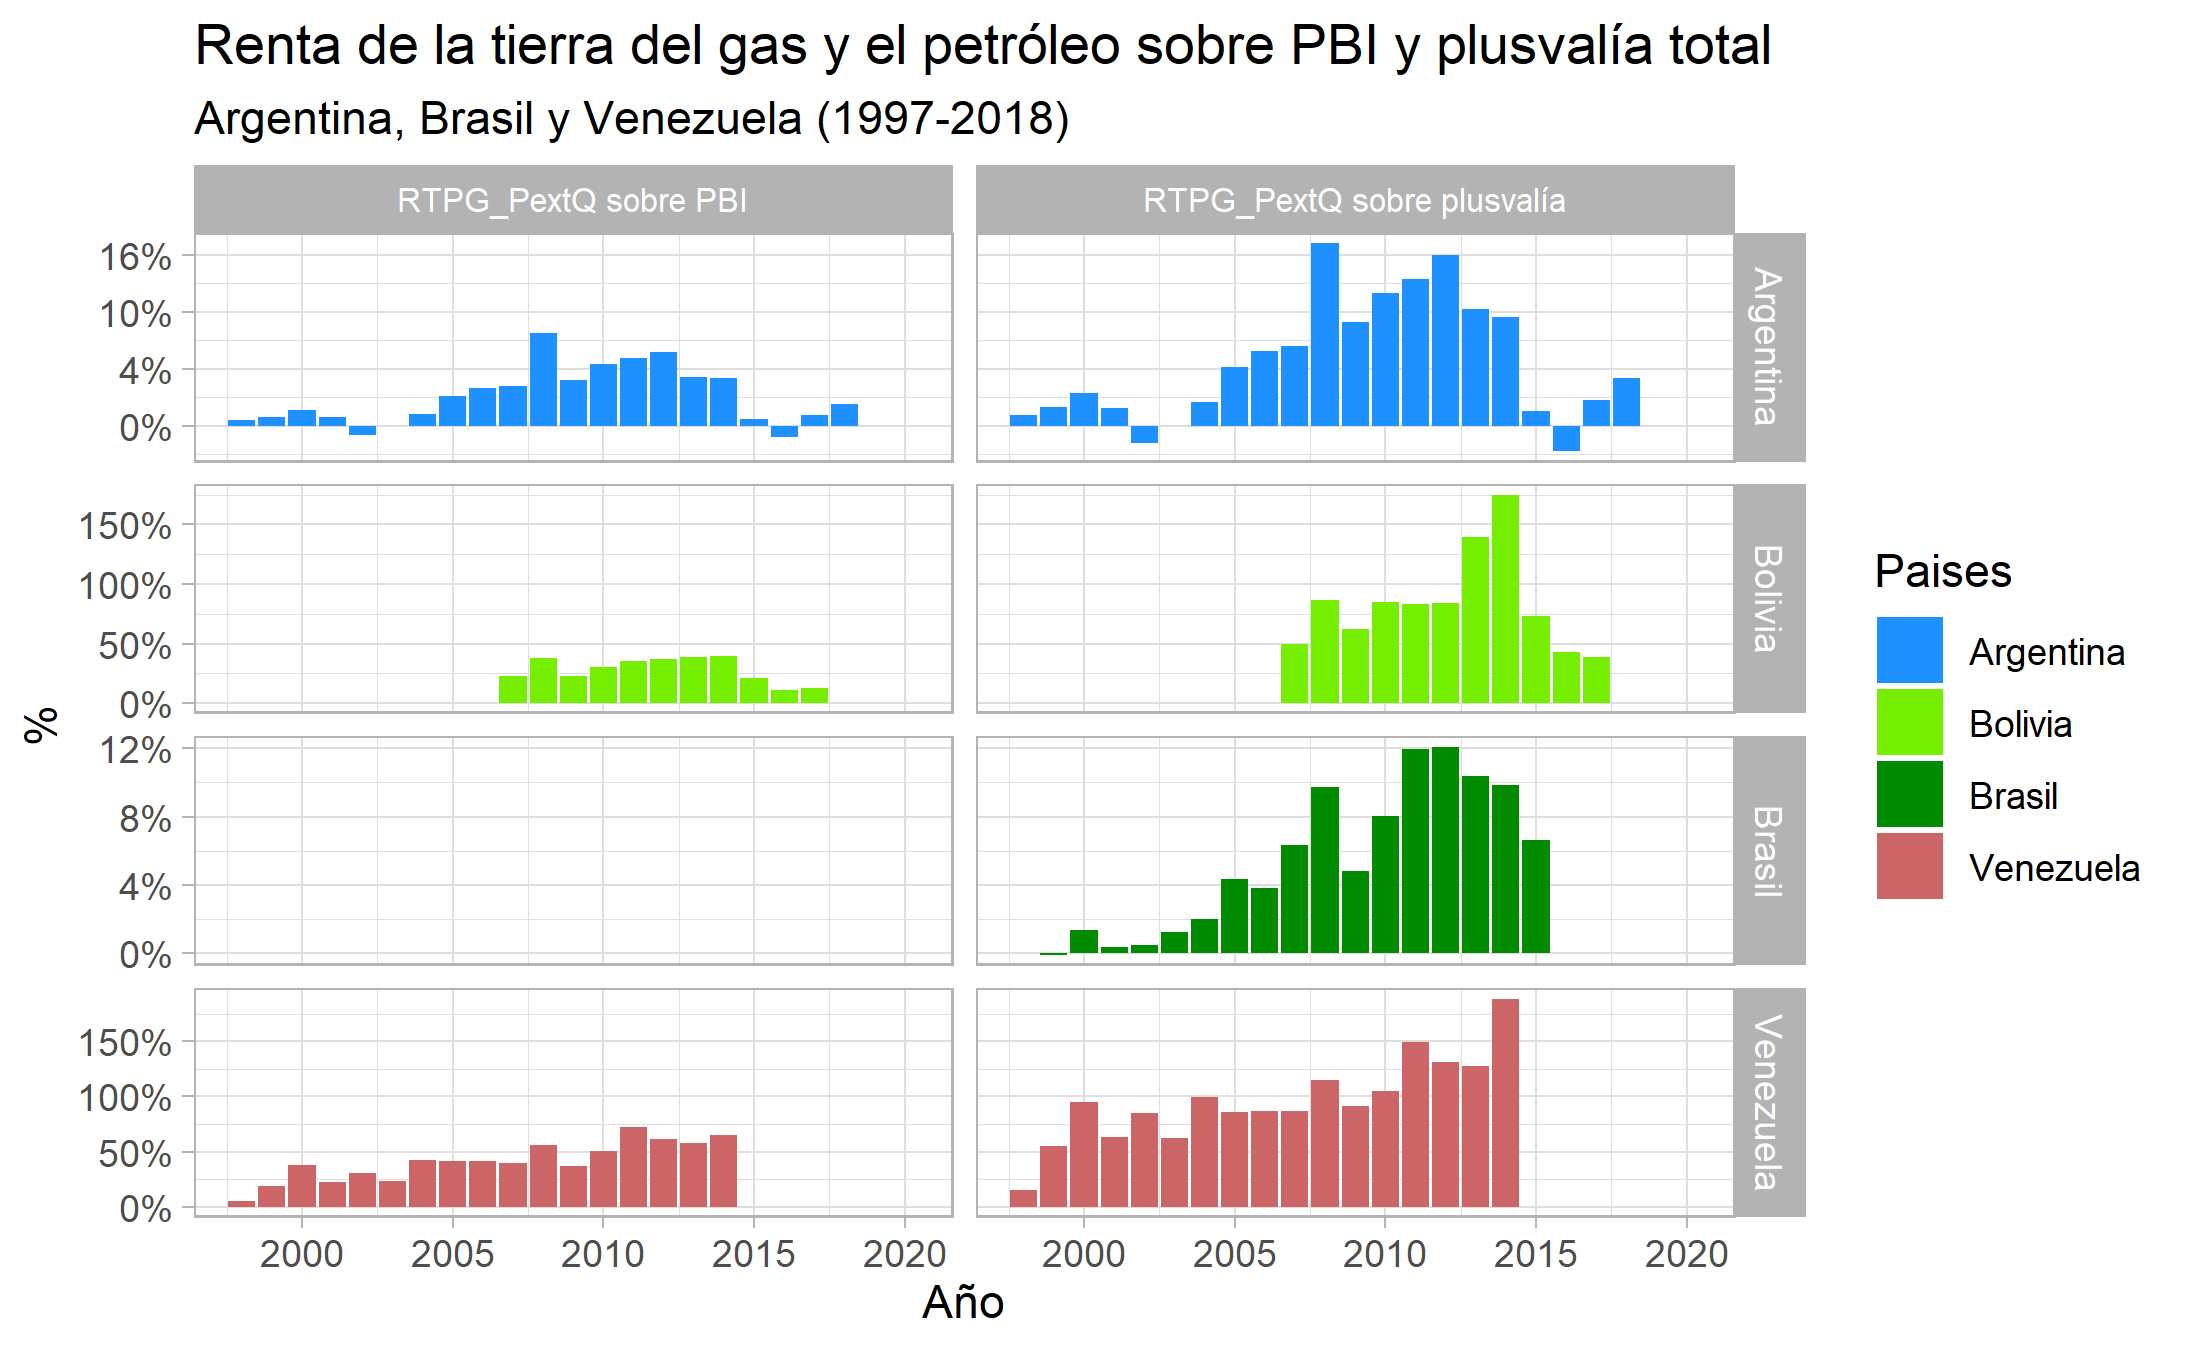 Renta de la tierra del gas y el petróleo sobre PBI y plusvalía total
Argentina, Brasil y Venezuela (1997-2018)
RTPG_PextQ sobre PBI
RTPG_PextQ sobre plusvalía
16%
10%
4%
0%
Argentina
150%
100%
50%
0%
Bolivia
12%
8%
4%
0%
Brasil
150%
100%
50%
0%
Venezuela
%
2000 2005 2010 2015 2020
2000 2005 2010 2015 2020
Año
Paises
Argentina
Bolivia
Brasil
Venezuela